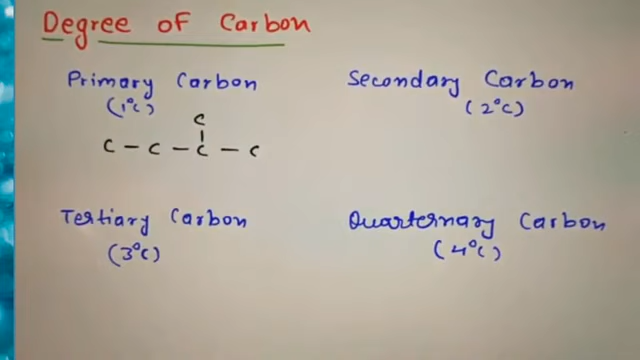 Degree of Carbon
Primary Carbon
(1°C)
C
C - C - C - C
Secondary Carbon
(2°C)
Tertiary Carbon
(3°C)
Quarternary Carbon
(4°C)